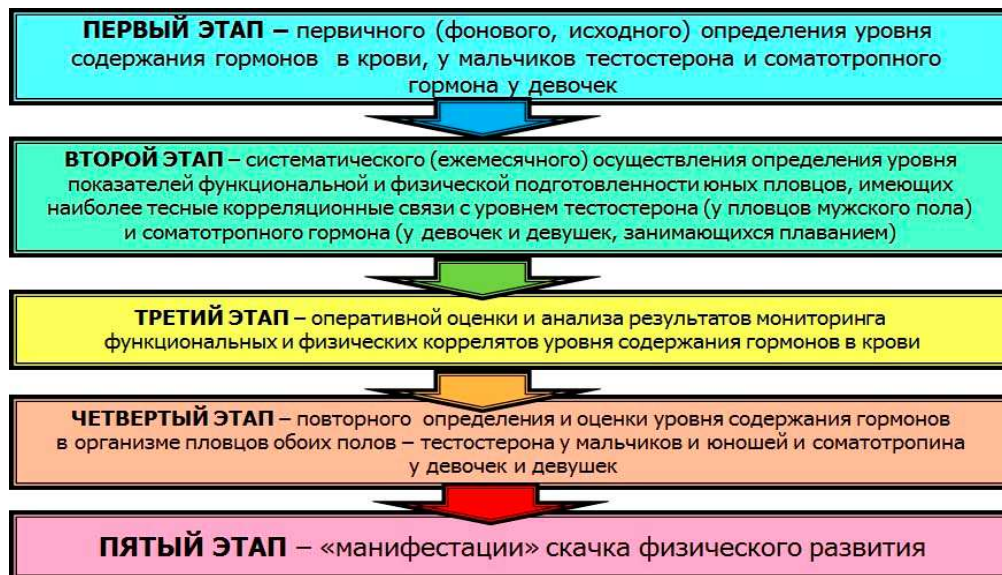 ПЕРВЫЙ ЭТАП – первичного (фонового, исходного) определения уровня
содержания гормонов в крови, у мальчиков тестостерона и соматотропного
гормона у девочек
ВТОРОЙ ЭТАП – систематического (ежемесячного) осуществления определения уровня
показателей функциональной и физической подготовленности юных пловцов, имеющих
наиболее тесные корреляционные связи с уровнем тестостерона (у пловцов мужского пола)
и соматотропного гормона (у девочек и девушек, занимающихся плаванием)
ТРЕТИЙ ЭТАП – оперативной оценки и анализа результатов мониторинга
функциональных и физических коррелятов уровня содержания гормонов в крови
ЧЕТВЕРТЫЙ ЭТАП – повторного определения и оценки уровня содержания гормонов
в организме пловцов обоих полов – тестостерона у мальчиков и юношей и соматотропина
у девочек и девушек
ПЯТЫЙ ЭТАП – «манифестации» скачка физического развития